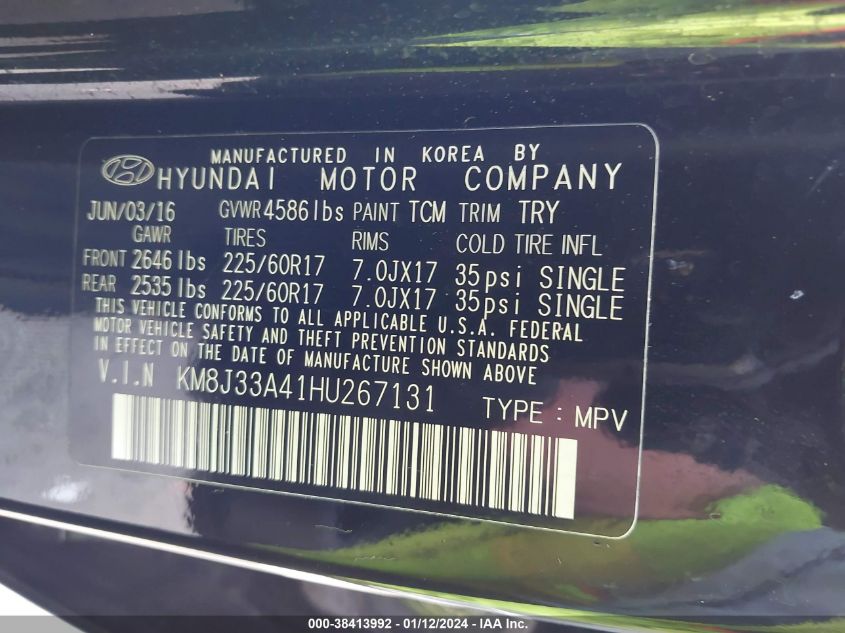 MANUFACTURED IN KOREA BY
HYUNDAI MOTOR COMPANY
JUN/03/16 GVWR 4586 lbs PAINT TCM TRIM TRY
GAWR TIRES RIMS COLD TIRE INFL
FRONT 2646 lbs 225/60R17 7.0JX17 35psi SINGLE
REAR 2535 lbs 225/60R17 7.0JX17 35psi SINGLE
THIS VEHICLE CONFORMS TO ALL APPLICABLE U.S.A. FEDERAL
MOTOR VEHICLE SAFETY AND THEFT PREVENTION STANDARDS
IN EFFECT ON THE DATE OF MANUFACTURE SHOWN ABOVE.
V.I.N KM8J33A41HU267131 TYPE : MPV
000-38413992 - 01/12/2024 - IAA Inc.